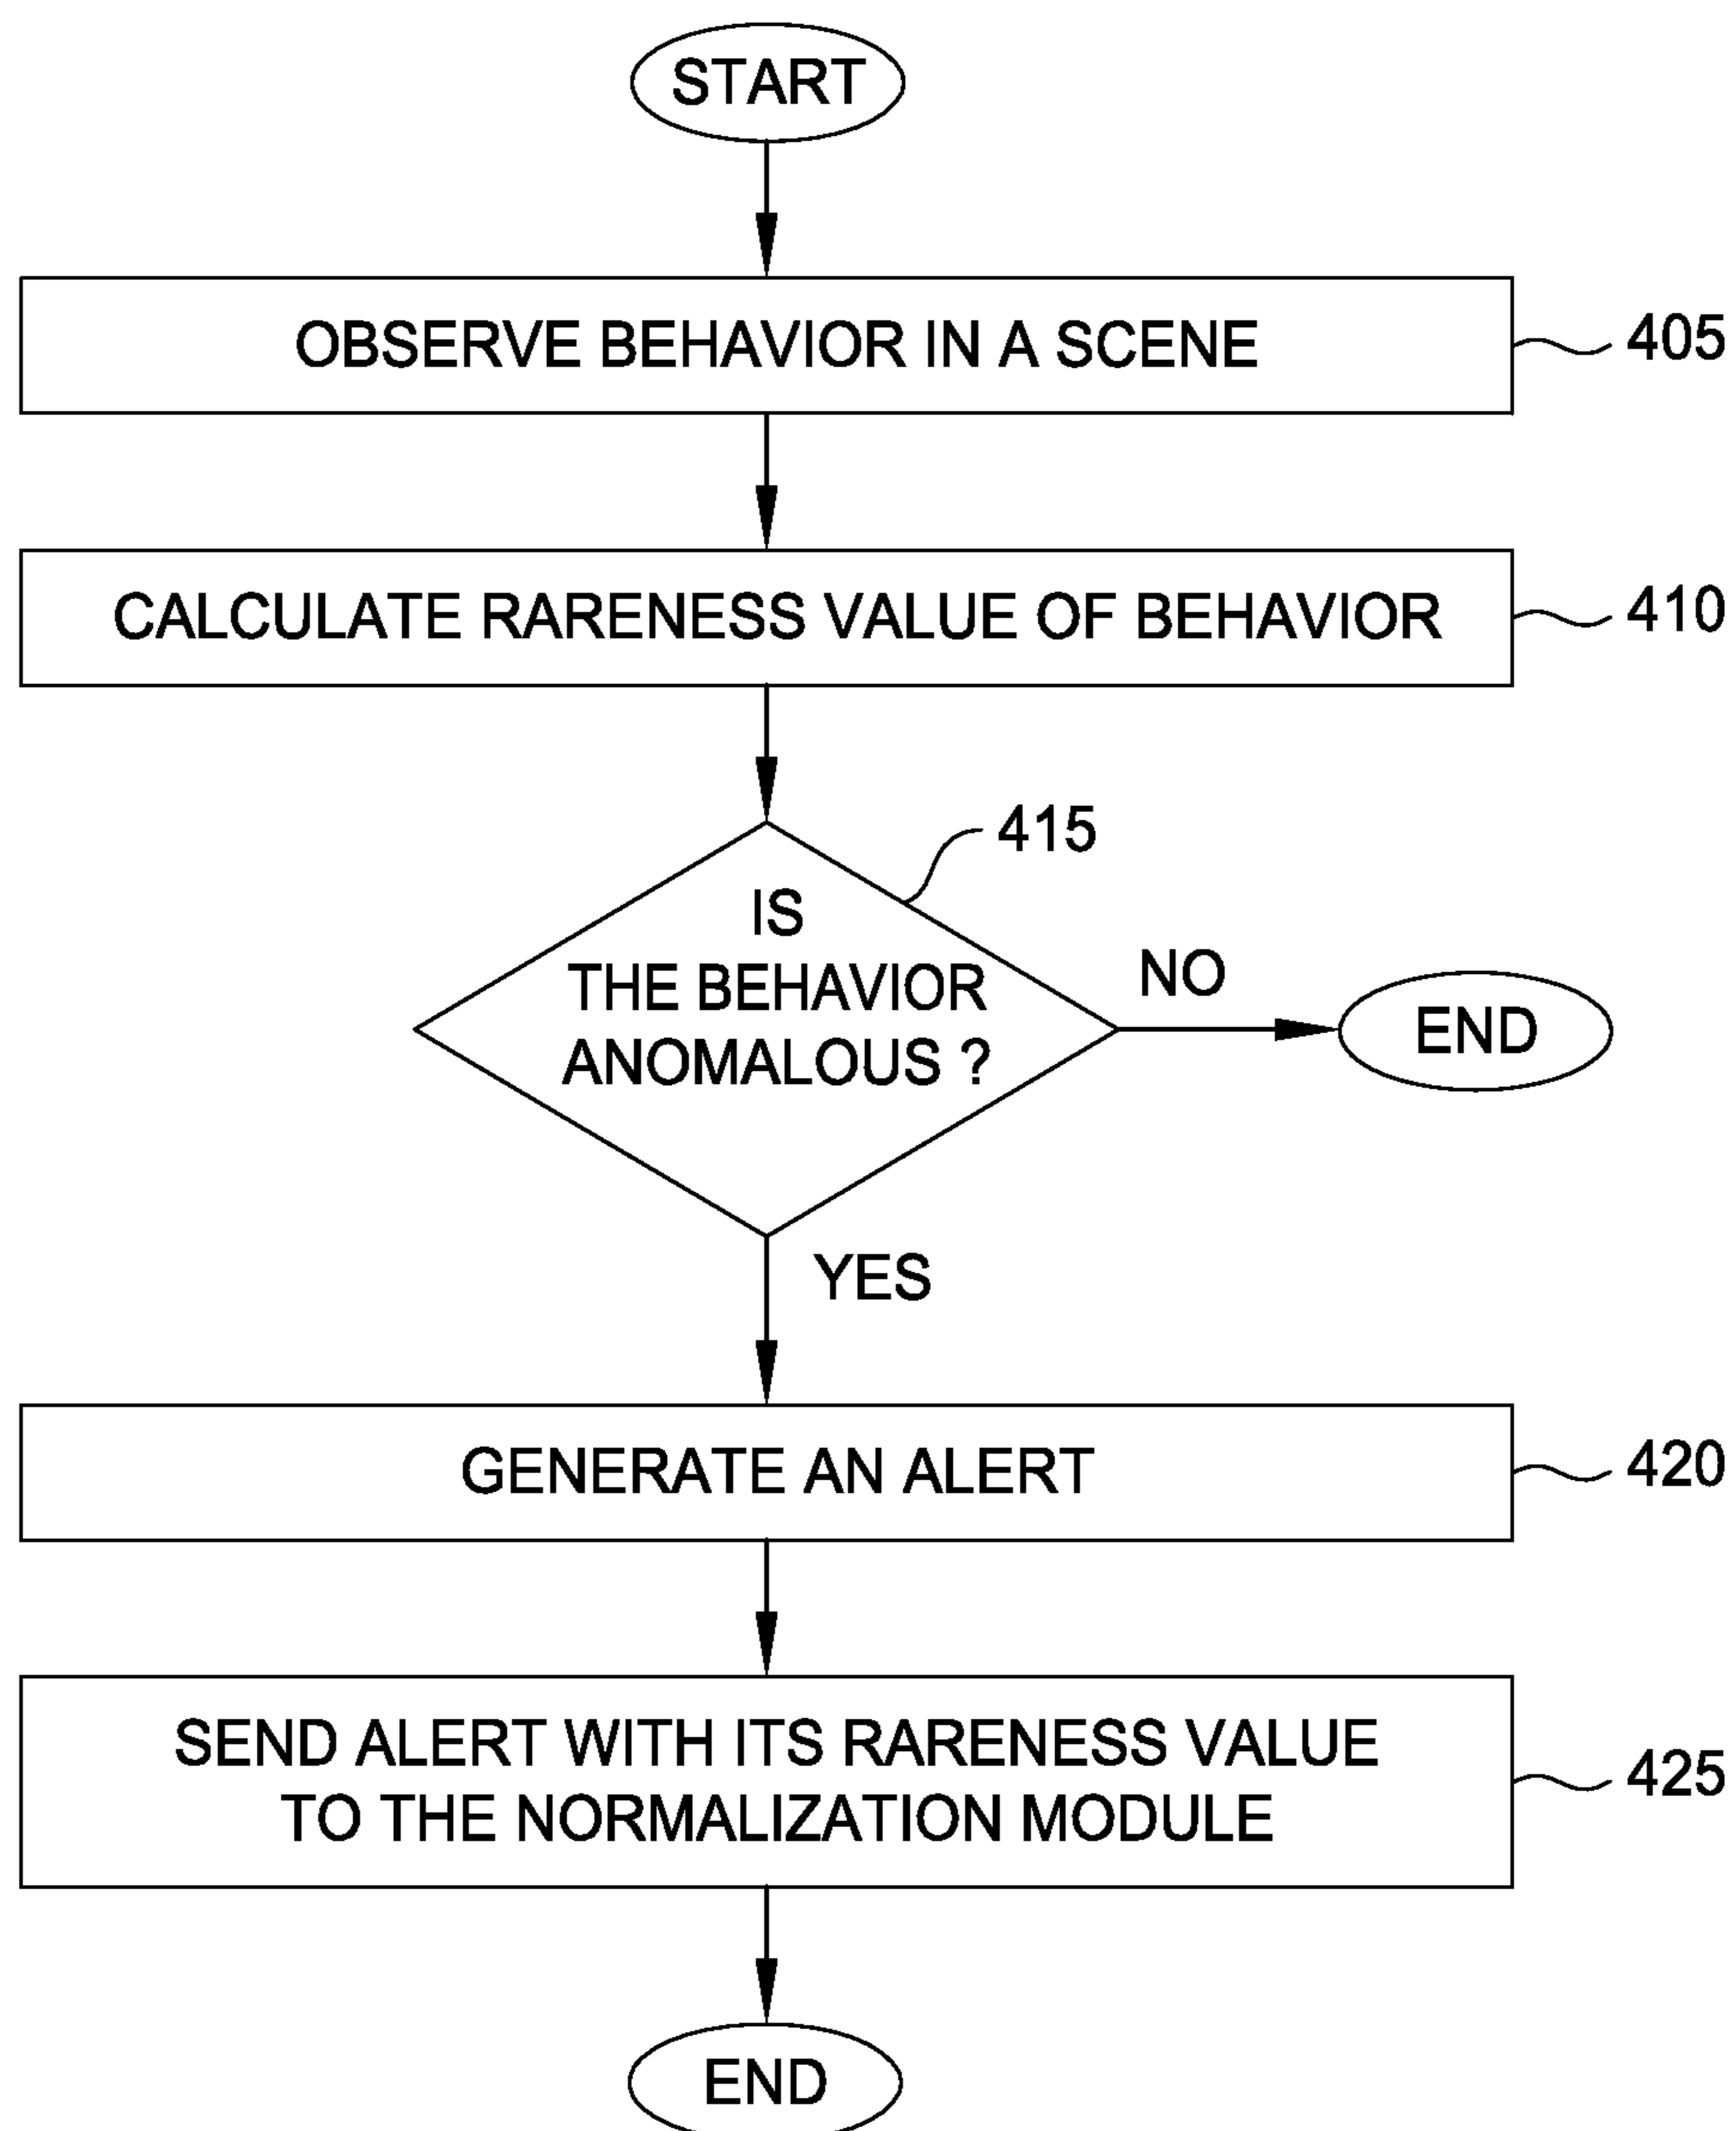 START
OBSERVE BEHAVIOR IN A SCENE
405
CALCULATE RARENESS VALUE OF BEHAVIOR
410
415
IS
THE BEHAVIOR
ANOMALOUS ?
NO
END
YES
GENERATE AN ALERT
420
SEND ALERT WITH ITS RARENESS VALUE
TO THE NORMALIZATION MODULE
425
END